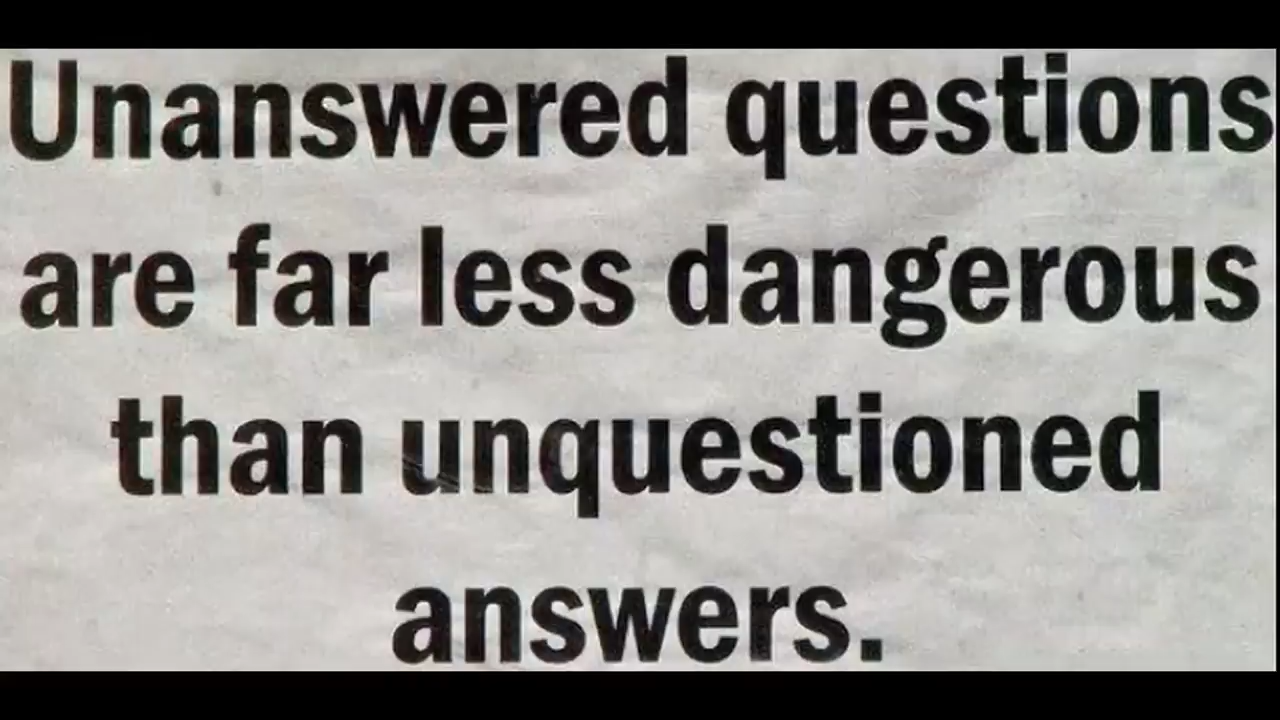 Unanswered questions
are far less dangerous
than unquestioned
answers.